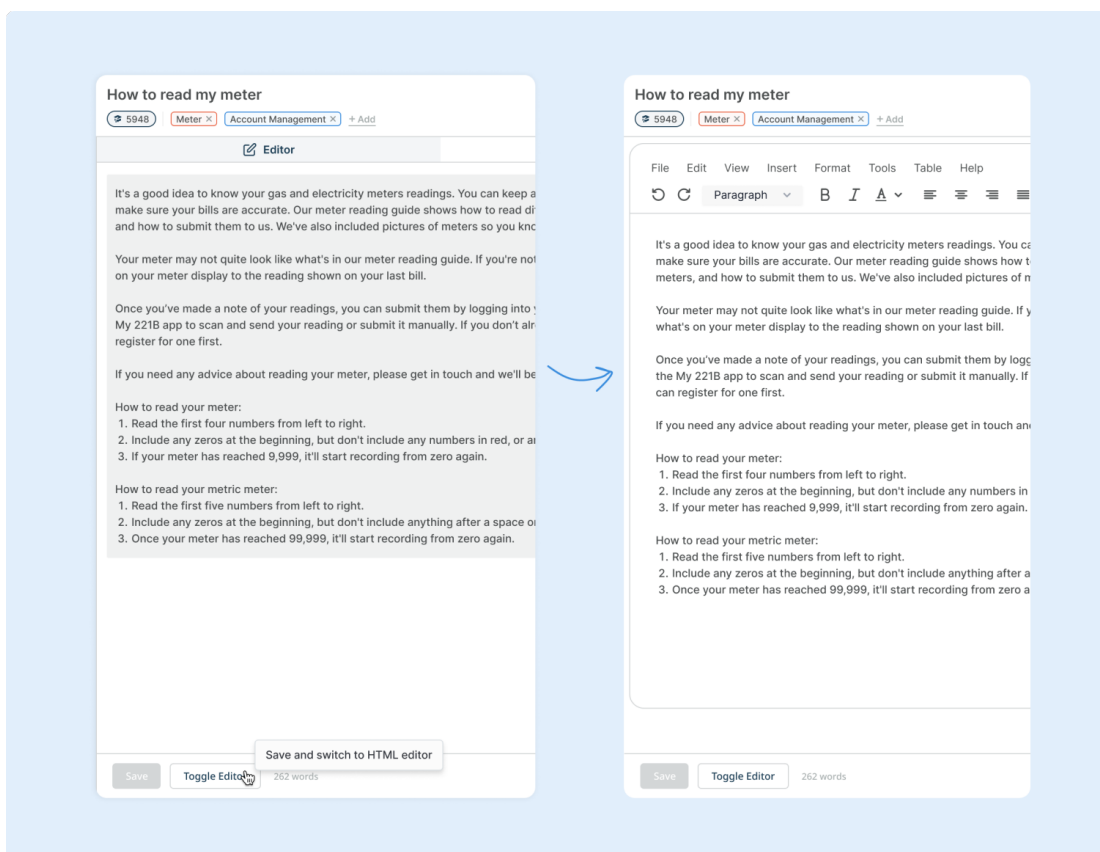 How to read my meter
5948 Meter × Account Management × + Add
Editor
It's a good idea to know your gas and electricity meters readings. You can keep a
make sure your bills are accurate. Our meter reading guide shows how to read di
and how to submit them to us. We've also included pictures of meters so you kno
Your meter may not quite look like what's in our meter reading guide. If you're not
on your meter display to the reading shown on your last bill.
Once you've made a note of your readings, you can submit them by logging into
My 221B app to scan and send your reading or submit it manually. If you don't alr
register for one first.
If you need any advice about reading your meter, please get in touch and we'll be
How to read your meter:
1. Read the first four numbers from left to right.
2. Include any zeros at the beginning, but don't include any numbers in red, or
3. If your meter has reached 9,999, it'll start recording from zero again.
How to read your metric meter:
1. Read the first five numbers from left to right.
2. Include any zeros at the beginning, but don't include anything after a space
3. Once your meter has reached 99,999, it'll start recording from zero again.
Save and switch to HTML editor
Save Toggle Editor 262 words
How to read my meter
5948 Meter × Account Management × + Add
File Edit View Insert Format Tools Table Help
Paragraph B I A
It's a good idea to know your gas and electricity meters readings. You ca
make sure your bills are accurate. Our meter reading guide shows how t
meters, and how to submit them to us. We've also included pictures of m
Your meter may not quite look like what's in our meter reading guide. If y
what's on your meter display to the reading shown on your last bill.
Once you've made a note of your readings, you can submit them by logg
the My 221B app to scan and send your reading or submit it manually. If
can register for one first.
If you need any advice about reading your meter, please get in touch an
How to read your meter:
1. Read the first four numbers from left to right.
2. Include any zeros at the beginning, but don't include any numbers in
3. If your meter has reached 9,999, it'll start recording from zero again.
How to read your metric meter:
1. Read the first five numbers from left to right.
2. Include any zeros at the beginning, but don't include anything after a
3. Once your meter has reached 99,999, it'll start recording from zero a
Save Toggle Editor 262 words